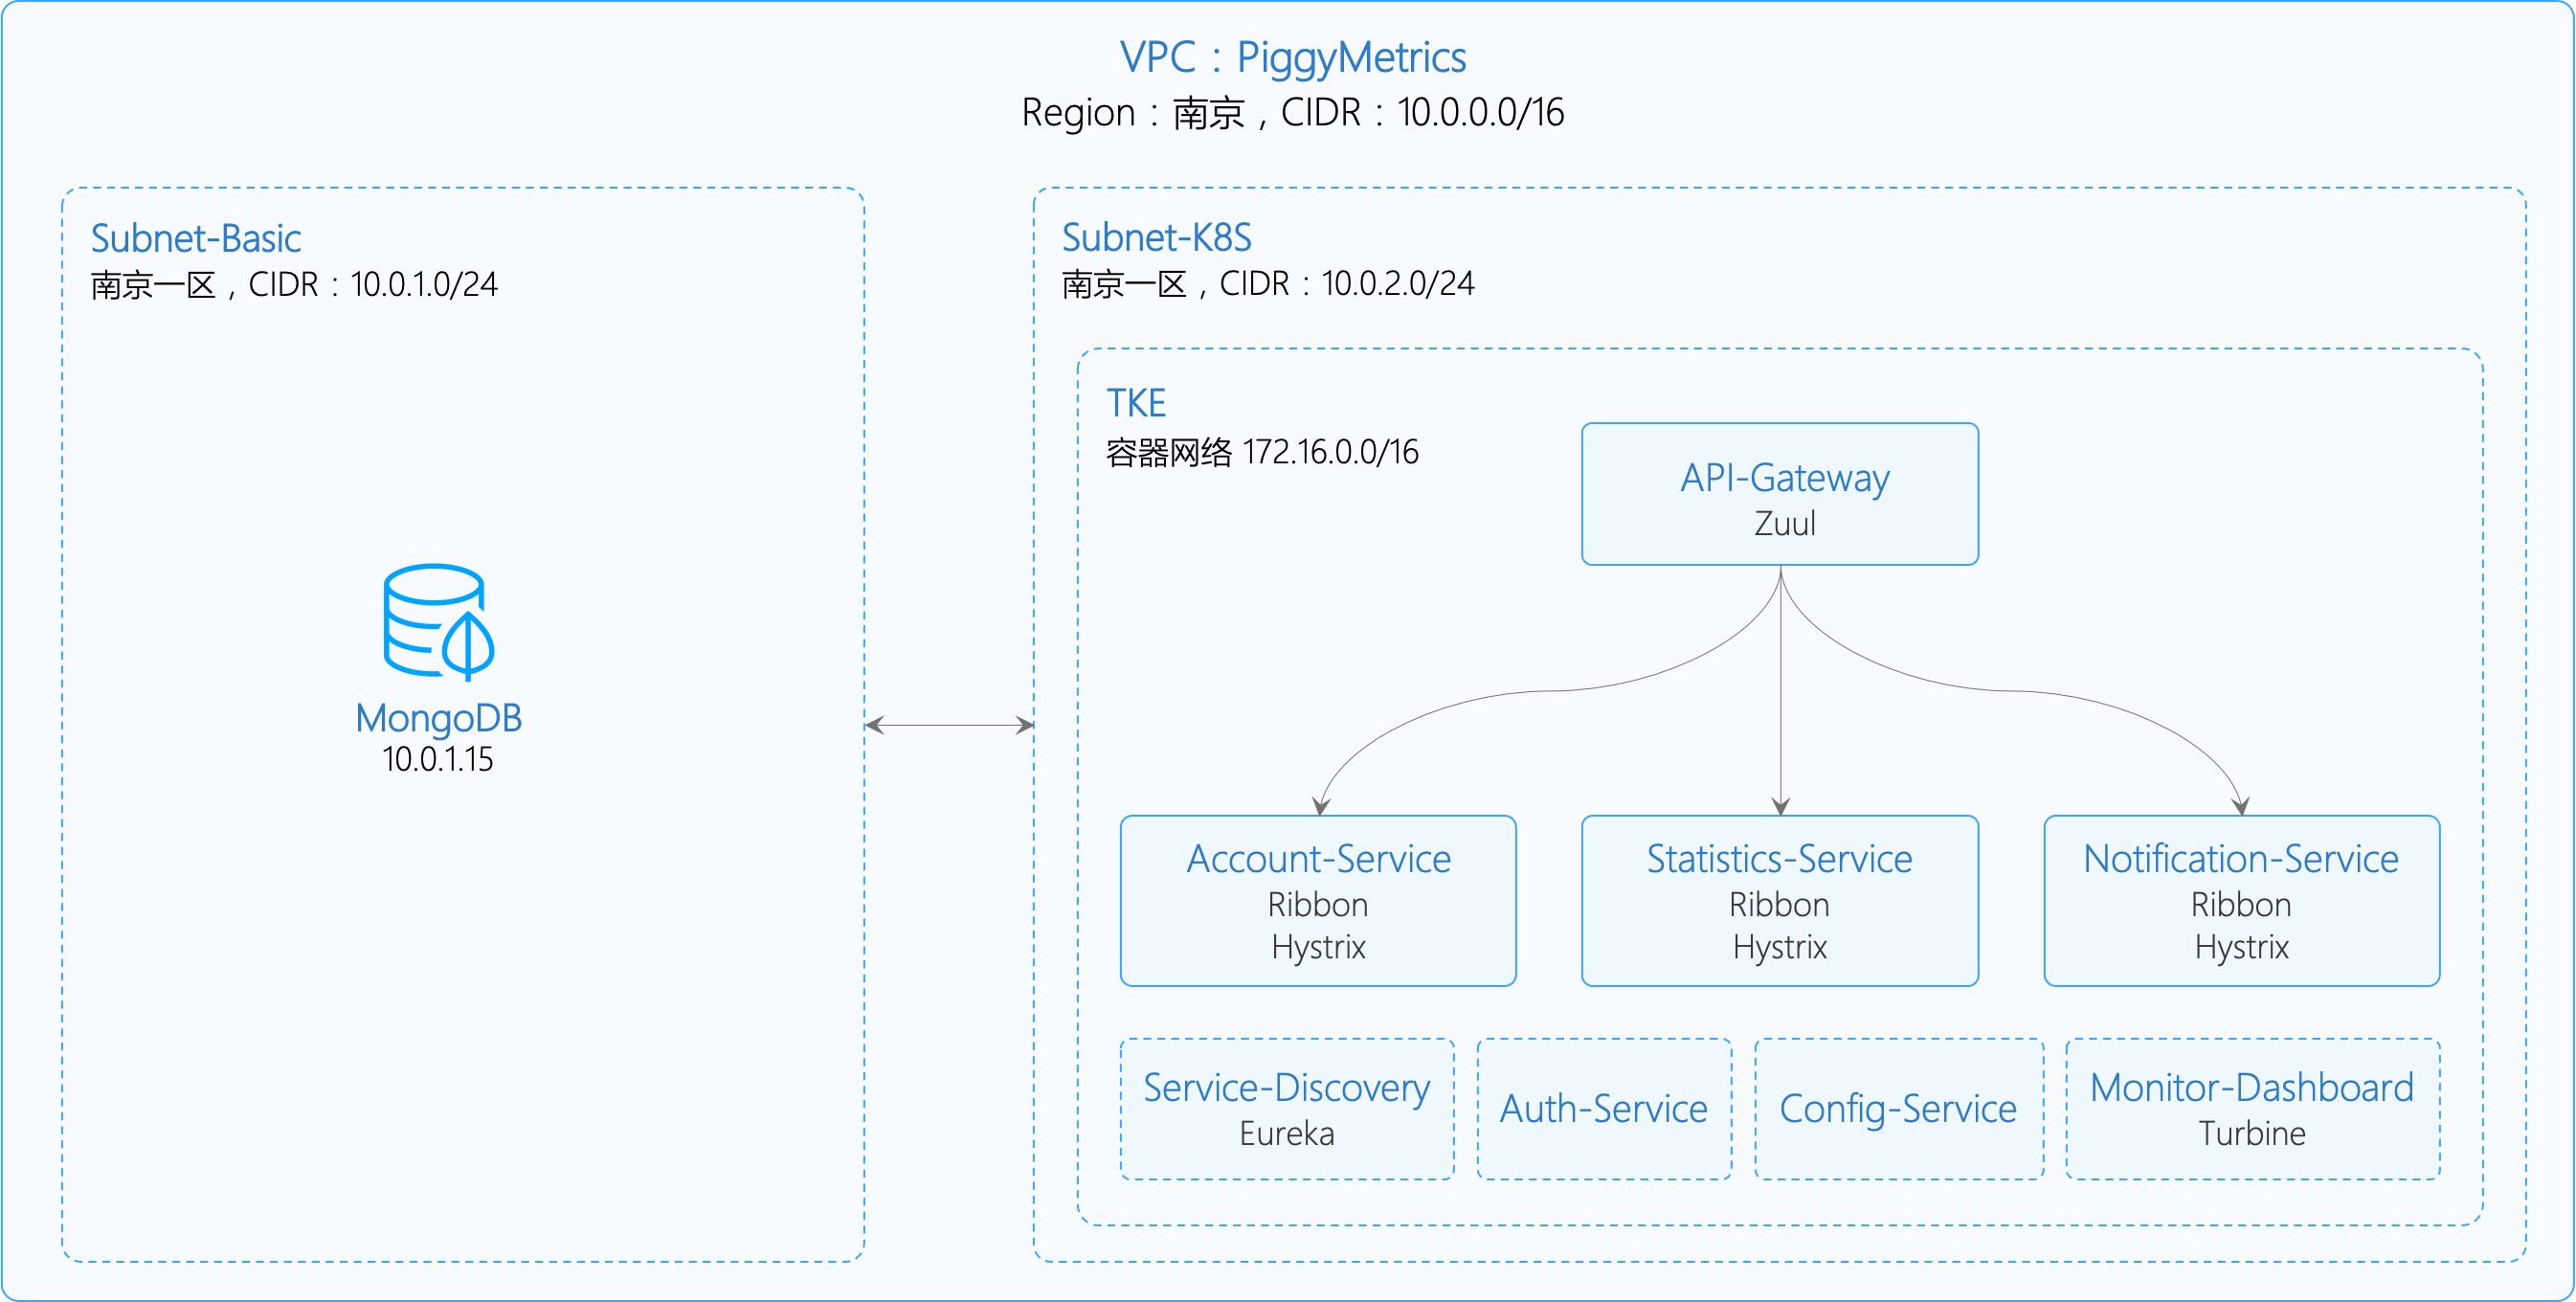 VPC：PiggyMetrics
Region：南京，CIDR：10.0.0.0/16
Subnet-Basic
南京一区，CIDR：10.0.1.0/24
MongoDB
10.0.1.15
Subnet-K8S
南京一区，CIDR：10.0.2.0/24
TKE
容器网络 172.16.0.0/16
API-Gateway
Zuul
Account-Service
Ribbon
Hystrix
Statistics-Service
Ribbon
Hystrix
Notification-Service
Ribbon
Hystrix
Service-Discovery
Eureka
Auth-Service
Config-Service
Monitor-Dashboard
Turbine